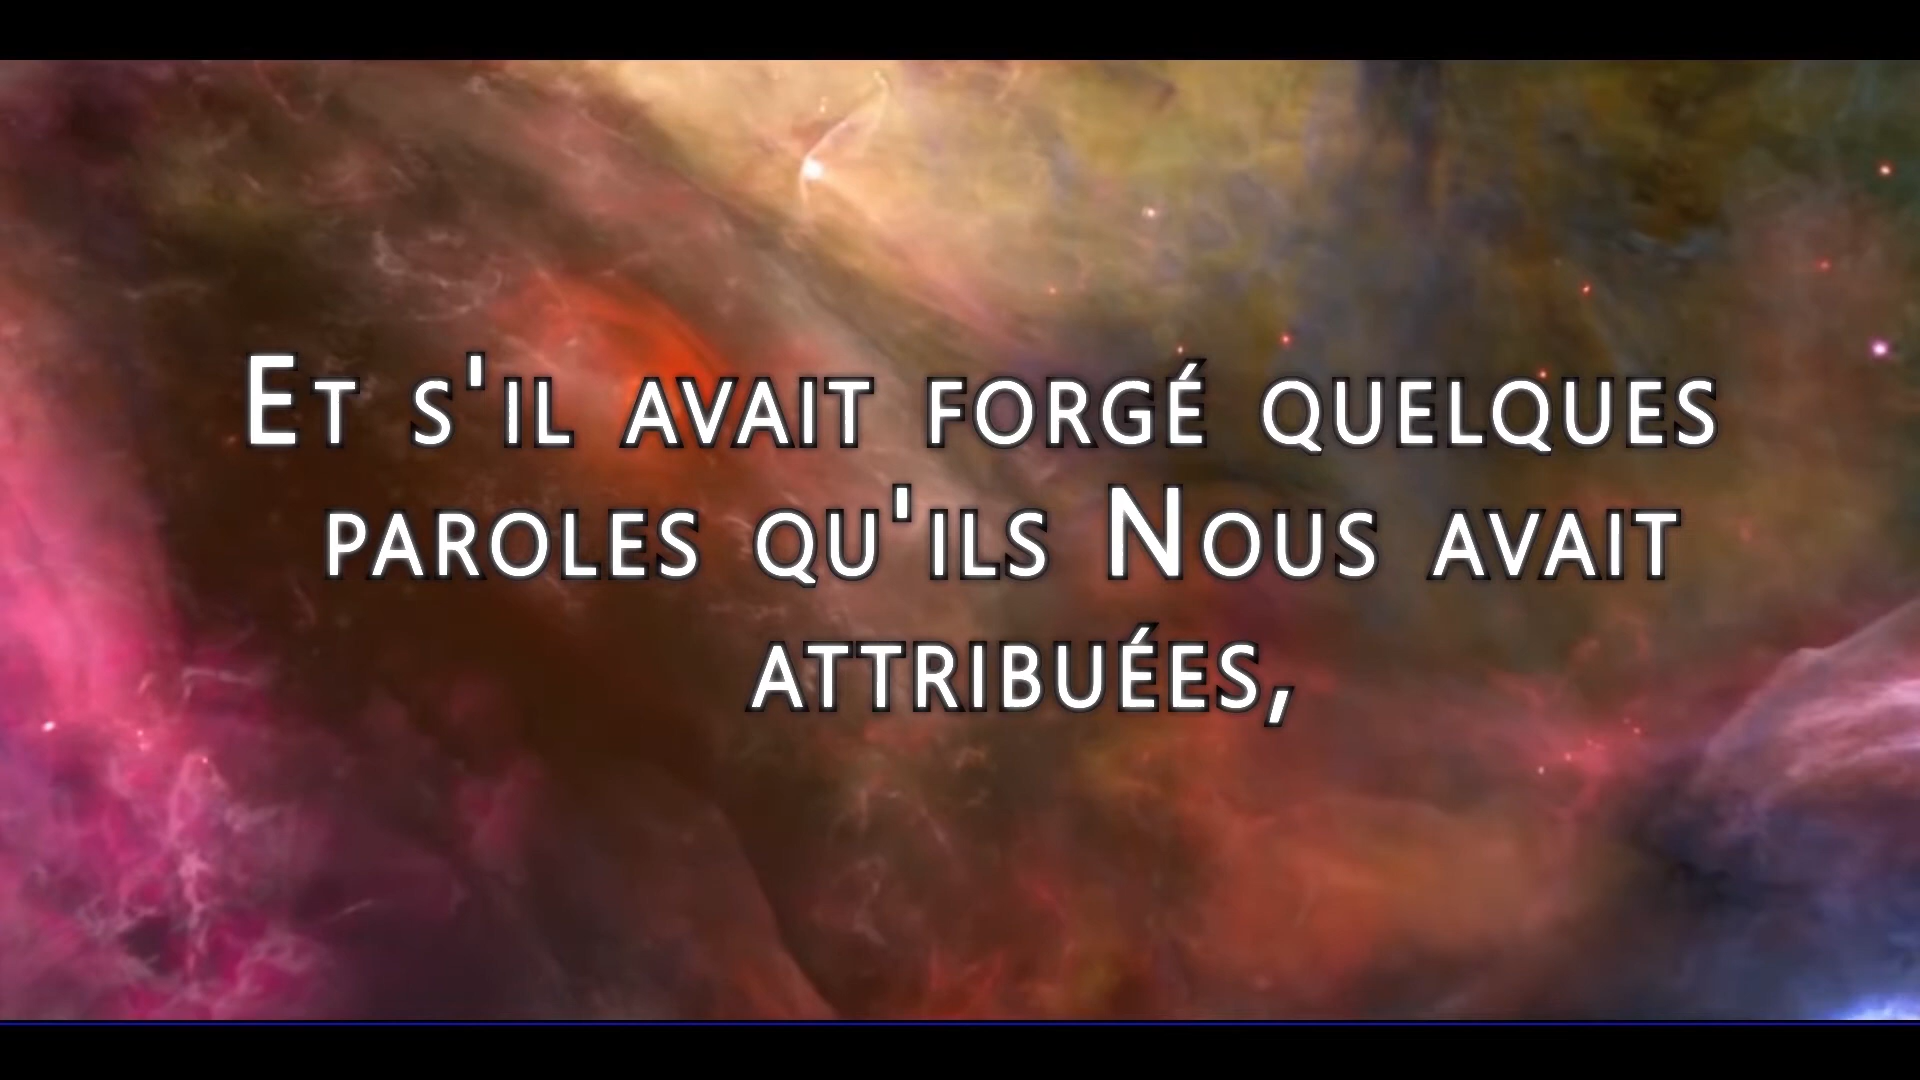 Et s'il avait forgé quelques
paroles qu'ils Nous avait
attribuées,